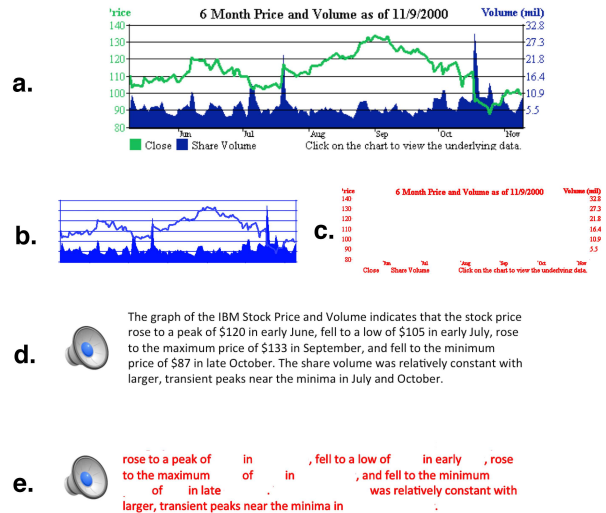 'rice 6 Month Price and Volume as of 11/9/2000 Volume (mil)
140 32.8
130 27.3
120 21.8
a. 110 16.4
100 10.9
90 5.5
80
Jun Jul Aug Sep Oct Nov
Close Share Volume Click on the chart to view the underlying data.
b.
c.
'rice 6 Month Price and Volume as of 11/9/2000 Volume (mil)
140 32.8
130 27.3
120 21.8
110 16.4
100 10.9
90 5.5
80
Jun Jul Aug Sep Oct Nov
Close Share Volume Click on the chart to view the underlying data.
d.
The graph of the IBM Stock Price and Volume indicates that the stock price
rose to a peak of $120 in early June, fell to a low of $105 in early July, rose
to the maximum price of $133 in September, and fell to the minimum
price of $87 in late October. The share volume was relatively constant with
larger, transient peaks near the minima in July and October.
e.
rose to a peak of in , fell to a low of in early , rose
to the maximum of in , and fell to the minimum
of in late . was relatively constant with
larger, transient peaks near the minima in .